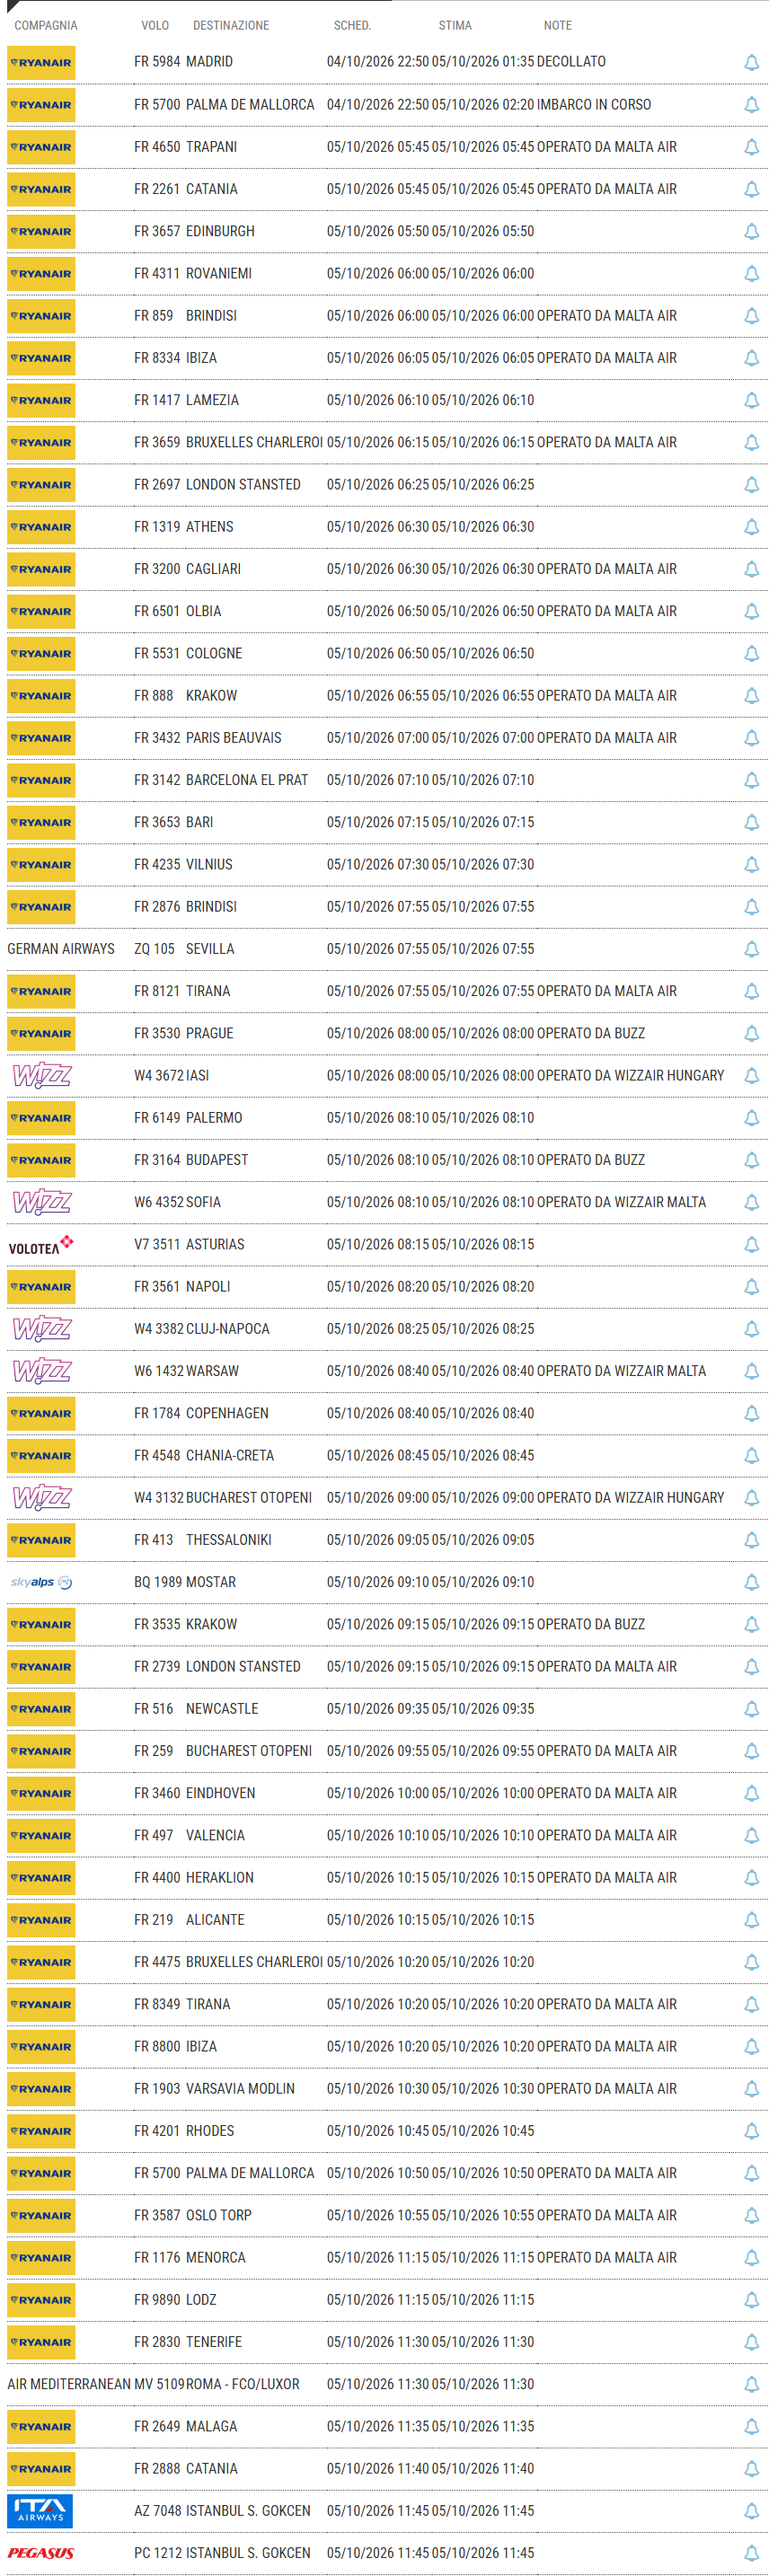 COMPAGNIA VOLO DESTINAZIONE SCHED. STIMA NOTE
RYANAIR FR 5984 MADRID 04/10/2026 22:50 05/10/2026 01:35 DECOLLATO
RYANAIR FR 5700 PALMA DE MALLORCA 04/10/2026 22:50 05/10/2026 02:20 IMBARCO IN CORSO
RYANAIR FR 4650 TRAPANI 05/10/2026 05:45 05/10/2026 05:45 OPERATO DA MALTA AIR
RYANAIR FR 2261 CATANIA 05/10/2026 05:45 05/10/2026 05:45 OPERATO DA MALTA AIR
RYANAIR FR 3657 EDINBURGH 05/10/2026 05:50 05/10/2026 05:50
RYANAIR FR 4311 ROVANIEMI 05/10/2026 06:00 05/10/2026 06:00
RYANAIR FR 859 BRINDISI 05/10/2026 06:00 05/10/2026 06:00 OPERATO DA MALTA AIR
RYANAIR FR 8334 IBIZA 05/10/2026 06:05 05/10/2026 06:05 OPERATO DA MALTA AIR
RYANAIR FR 1417 LAMEZIA 05/10/2026 06:10 05/10/2026 06:10
RYANAIR FR 3659 BRUXELLES CHARLEROI 05/10/2026 06:15 05/10/2026 06:15 OPERATO DA MALTA AIR
RYANAIR FR 2697 LONDON STANSTED 05/10/2026 06:25 05/10/2026 06:25
RYANAIR FR 1319 ATHENS 05/10/2026 06:30 05/10/2026 06:30
RYANAIR FR 3200 CAGLIARI 05/10/2026 06:30 05/10/2026 06:30 OPERATO DA MALTA AIR
RYANAIR FR 6501 OLBIA 05/10/2026 06:50 05/10/2026 06:50 OPERATO DA MALTA AIR
RYANAIR FR 5531 COLOGNE 05/10/2026 06:50 05/10/2026 06:50
RYANAIR FR 888 KRAKOW 05/10/2026 06:55 05/10/2026 06:55 OPERATO DA MALTA AIR
RYANAIR FR 3432 PARIS BEAUVAIS 05/10/2026 07:00 05/10/2026 07:00 OPERATO DA MALTA AIR
RYANAIR FR 3142 BARCELONA EL PRAT 05/10/2026 07:10 05/10/2026 07:10
RYANAIR FR 3653 BARI 05/10/2026 07:15 05/10/2026 07:15
RYANAIR FR 4235 VILNIUS 05/10/2026 07:30 05/10/2026 07:30
RYANAIR FR 2876 BRINDISI 05/10/2026 07:55 05/10/2026 07:55
GERMAN AIRWAYS ZQ 105 SEVILLA 05/10/2026 07:55 05/10/2026 07:55
RYANAIR FR 8121 TIRANA 05/10/2026 07:55 05/10/2026 07:55 OPERATO DA MALTA AIR
RYANAIR FR 3530 PRAGUE 05/10/2026 08:00 05/10/2026 08:00 OPERATO DA BUZZ
WIZZ W4 3672 IASI 05/10/2026 08:00 05/10/2026 08:00 OPERATO DA WIZZAIR HUNGARY
RYANAIR FR 6149 PALERMO 05/10/2026 08:10 05/10/2026 08:10
RYANAIR FR 3164 BUDAPEST 05/10/2026 08:10 05/10/2026 08:10 OPERATO DA BUZZ
WIZZ W6 4352 SOFIA 05/10/2026 08:10 05/10/2026 08:10 OPERATO DA WIZZAIR MALTA
VOLOTEA V7 3511 ASTURIAS 05/10/2026 08:15 05/10/2026 08:15
RYANAIR FR 3561 NAPOLI 05/10/2026 08:20 05/10/2026 08:20
WIZZ W4 3382 CLUJ-NAPOCA 05/10/2026 08:25 05/10/2026 08:25
WIZZ W6 1432 WARSAW 05/10/2026 08:40 05/10/2026 08:40 OPERATO DA WIZZAIR MALTA
RYANAIR FR 1784 COPENHAGEN 05/10/2026 08:40 05/10/2026 08:40
RYANAIR FR 4548 CHANIA-CRETA 05/10/2026 08:45 05/10/2026 08:45
WIZZ W4 3132 BUCHAREST OTOPENI 05/10/2026 09:00 05/10/2026 09:00 OPERATO DA WIZZAIR HUNGARY
RYANAIR FR 413 THESSALONIKI 05/10/2026 09:05 05/10/2026 09:05
skyalps BQ 1989 MOSTAR 05/10/2026 09:10 05/10/2026 09:10
RYANAIR FR 3535 KRAKOW 05/10/2026 09:15 05/10/2026 09:15 OPERATO DA BUZZ
RYANAIR FR 2739 LONDON STANSTED 05/10/2026 09:15 05/10/2026 09:15 OPERATO DA MALTA AIR
RYANAIR FR 516 NEWCASTLE 05/10/2026 09:35 05/10/2026 09:35
RYANAIR FR 259 BUCHAREST OTOPENI 05/10/2026 09:55 05/10/2026 09:55 OPERATO DA MALTA AIR
RYANAIR FR 3460 EINDHOVEN 05/10/2026 10:00 05/10/2026 10:00 OPERATO DA MALTA AIR
RYANAIR FR 497 VALENCIA 05/10/2026 10:10 05/10/2026 10:10 OPERATO DA MALTA AIR
RYANAIR FR 4400 HERAKLION 05/10/2026 10:15 05/10/2026 10:15 OPERATO DA MALTA AIR
RYANAIR FR 219 ALICANTE 05/10/2026 10:15 05/10/2026 10:15
RYANAIR FR 4475 BRUXELLES CHARLEROI 05/10/2026 10:20 05/10/2026 10:20
RYANAIR FR 8349 TIRANA 05/10/2026 10:20 05/10/2026 10:20 OPERATO DA MALTA AIR
RYANAIR FR 8800 IBIZA 05/10/2026 10:20 05/10/2026 10:20 OPERATO DA MALTA AIR
RYANAIR FR 1903 VARSAVIA MODLIN 05/10/2026 10:30 05/10/2026 10:30 OPERATO DA MALTA AIR
RYANAIR FR 4201 RHODES 05/10/2026 10:45 05/10/2026 10:45
RYANAIR FR 5700 PALMA DE MALLORCA 05/10/2026 10:50 05/10/2026 10:50 OPERATO DA MALTA AIR
RYANAIR FR 3587 OSLO TORP 05/10/2026 10:55 05/10/2026 10:55 OPERATO DA MALTA AIR
RYANAIR FR 1176 MENORCA 05/10/2026 11:15 05/10/2026 11:15 OPERATO DA MALTA AIR
RYANAIR FR 9890 LODZ 05/10/2026 11:15 05/10/2026 11:15
RYANAIR FR 2830 TENERIFE 05/10/2026 11:30 05/10/2026 11:30
AIR MEDITERRANEAN MV 5109 ROMA - FCO/LUXOR 05/10/2026 11:30 05/10/2026 11:30
RYANAIR FR 2649 MALAGA 05/10/2026 11:35 05/10/2026 11:35
RYANAIR FR 2888 CATANIA 05/10/2026 11:40 05/10/2026 11:40
ITA AIRWAYS AZ 7048 ISTANBUL S. GOKCEN 05/10/2026 11:45 05/10/2026 11:45
PEGASUS PC 1212 ISTANBUL S. GOKCEN 05/10/2026 11:45 05/10/2026 11:45